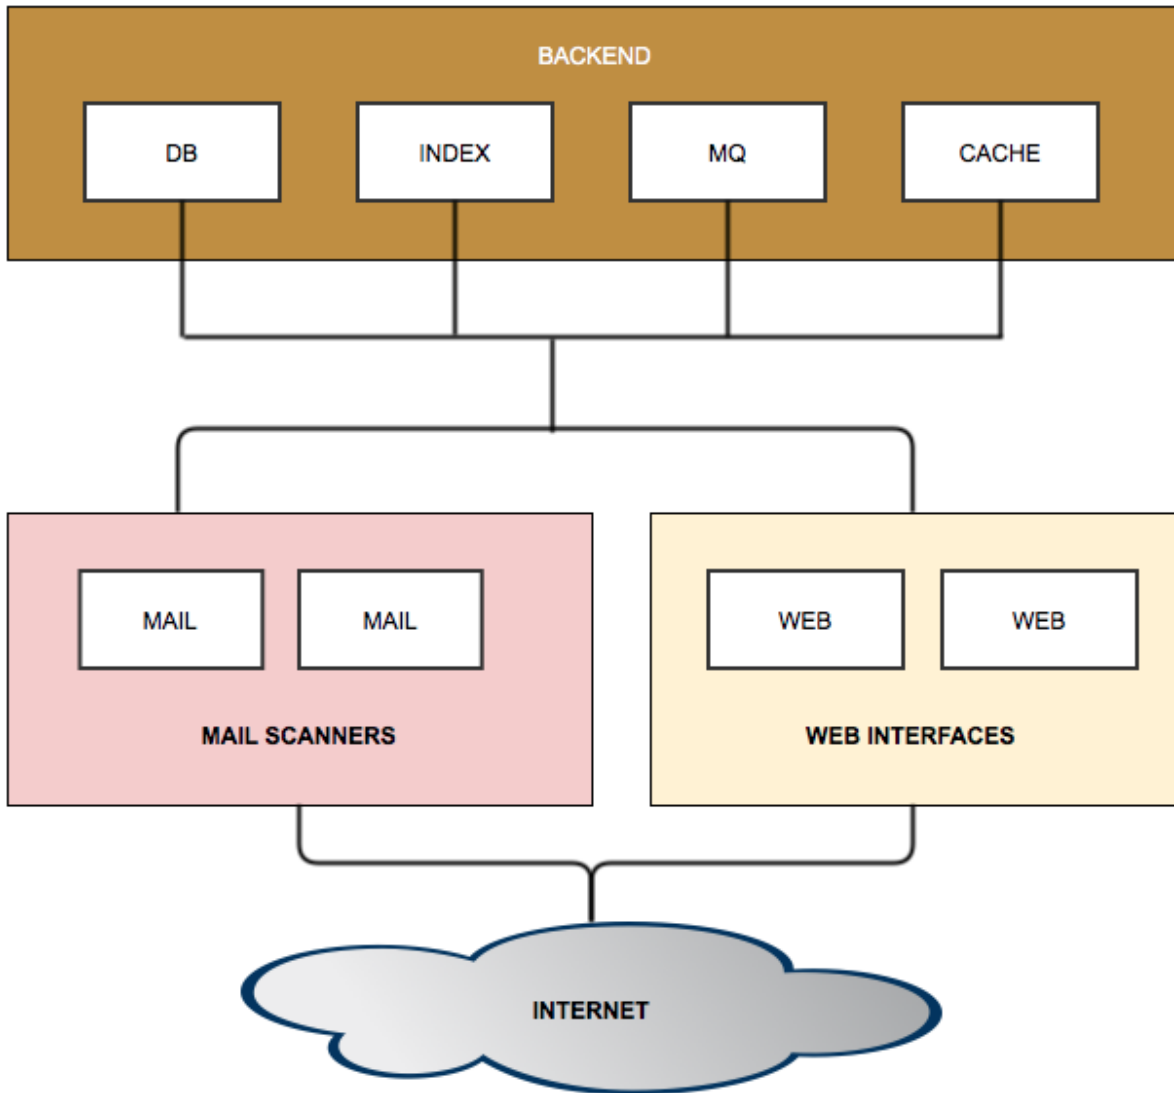 BACKEND
DB
INDEX
MQ
CACHE
MAIL
MAIL
WEB
WEB
MAIL SCANNERS
WEB INTERFACES
INTERNET